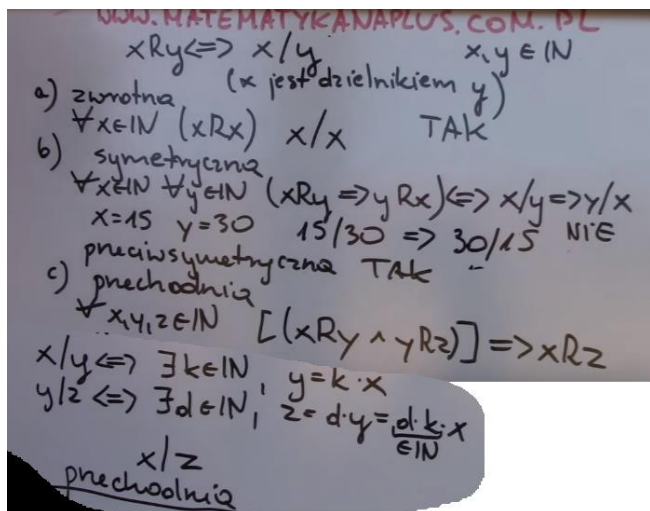 WWW.MATEMATYKANAPLUS.COM.PL
xRy <=> x/y x,y ∈ IN
(x jest dzielnikiem y)
a) zwrotna
∀x∈IN (xRx) x/x TAK
b) symetryczna
∀x∈IN ∀y∈IN (xRy => yRx) <=> x/y => y/x
x=15 y=30 15/30 => 30/15 NIE
przeciwsymetryczna TAK
c) przechodnia
∀x,y,z∈IN [(xRy ∧ yRz)] => xRz
x/y <=> ∃k∈IN; y=k·x
y/z <=> ∃d∈IN; z=d·y=d·k·x
∈IN
x/z
przechodnia